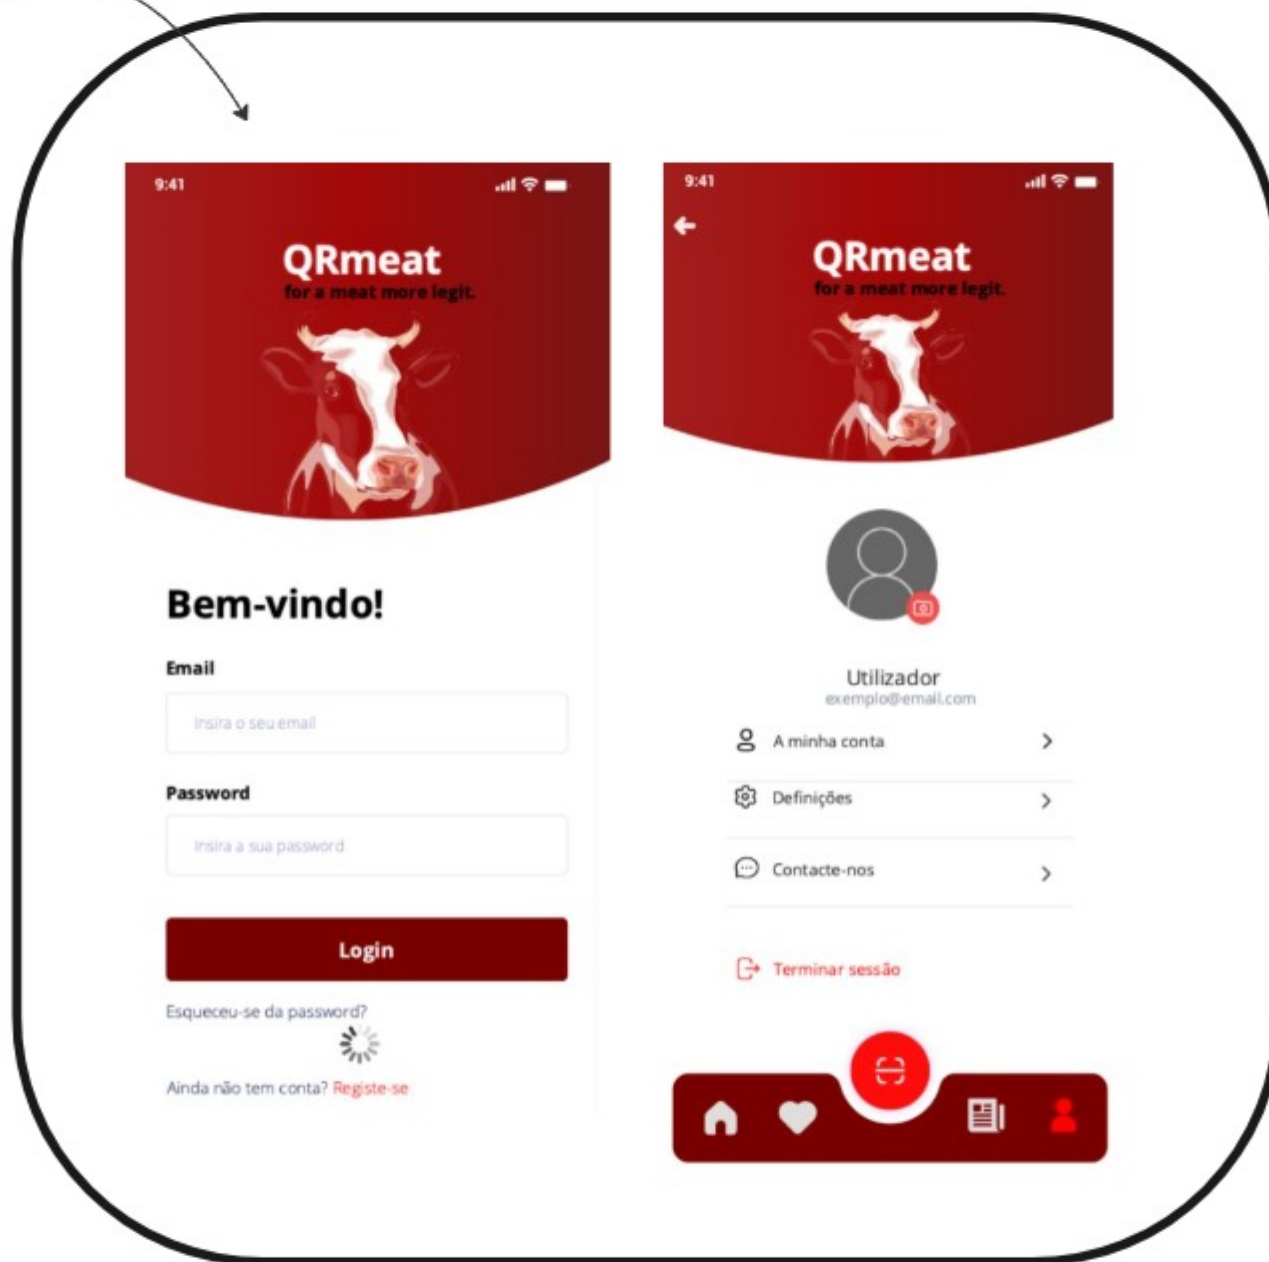 9:41
QRmeat
for a meat more legit.
Bem-vindo!
Email
Insira o seu email
Password
Insira a sua password
Login
Esqueceu-se da password?
Ainda não tem conta? Registe-se
9:41
QRmeat
for a meat more legit.
Utilizador
exemplo@email.com
A minha conta
Definições
Contacte-nos
Terminar sessão